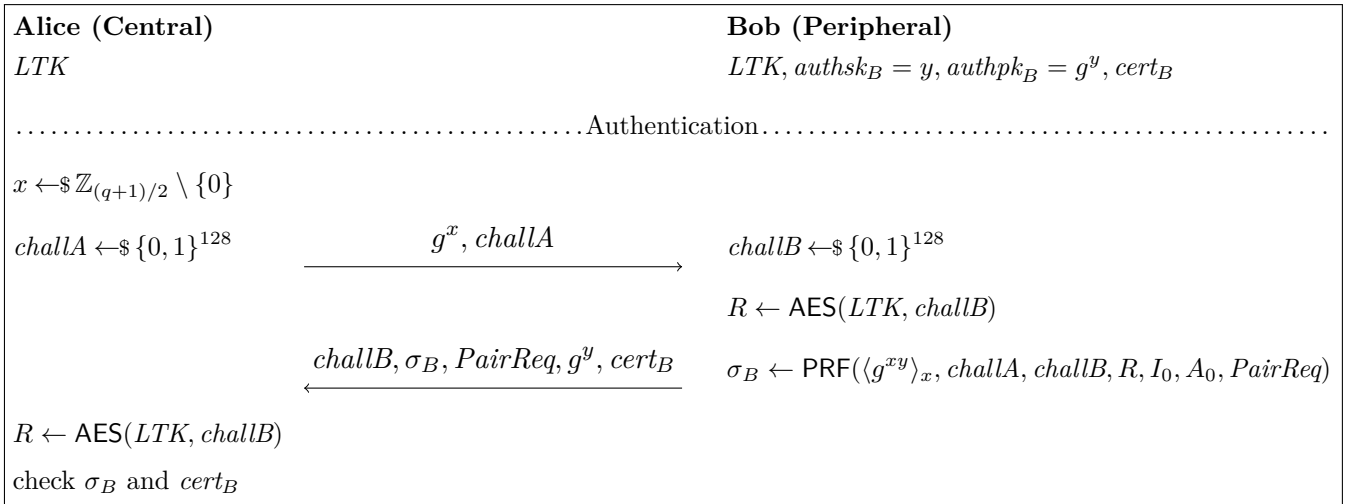 Alice (Central) Bob (Peripheral)
LTK LTK, authsk_B = y, authpk_B = g^y, cert_B
Authentication
x ←$ ℤ_{(q+1)/2} \ {0}
challA ←$ {0, 1}^{128} g^x, challA challB ←$ {0, 1}^{128}
R ← AES(LTK, challB)
challB, σ_B, PairReq, g^y, cert_B σ_B ← PRF(⟨g^{xy}⟩_x, challA, challB, R, I_0, A_0, PairReq)
R ← AES(LTK, challB)
check σ_B and cert_B